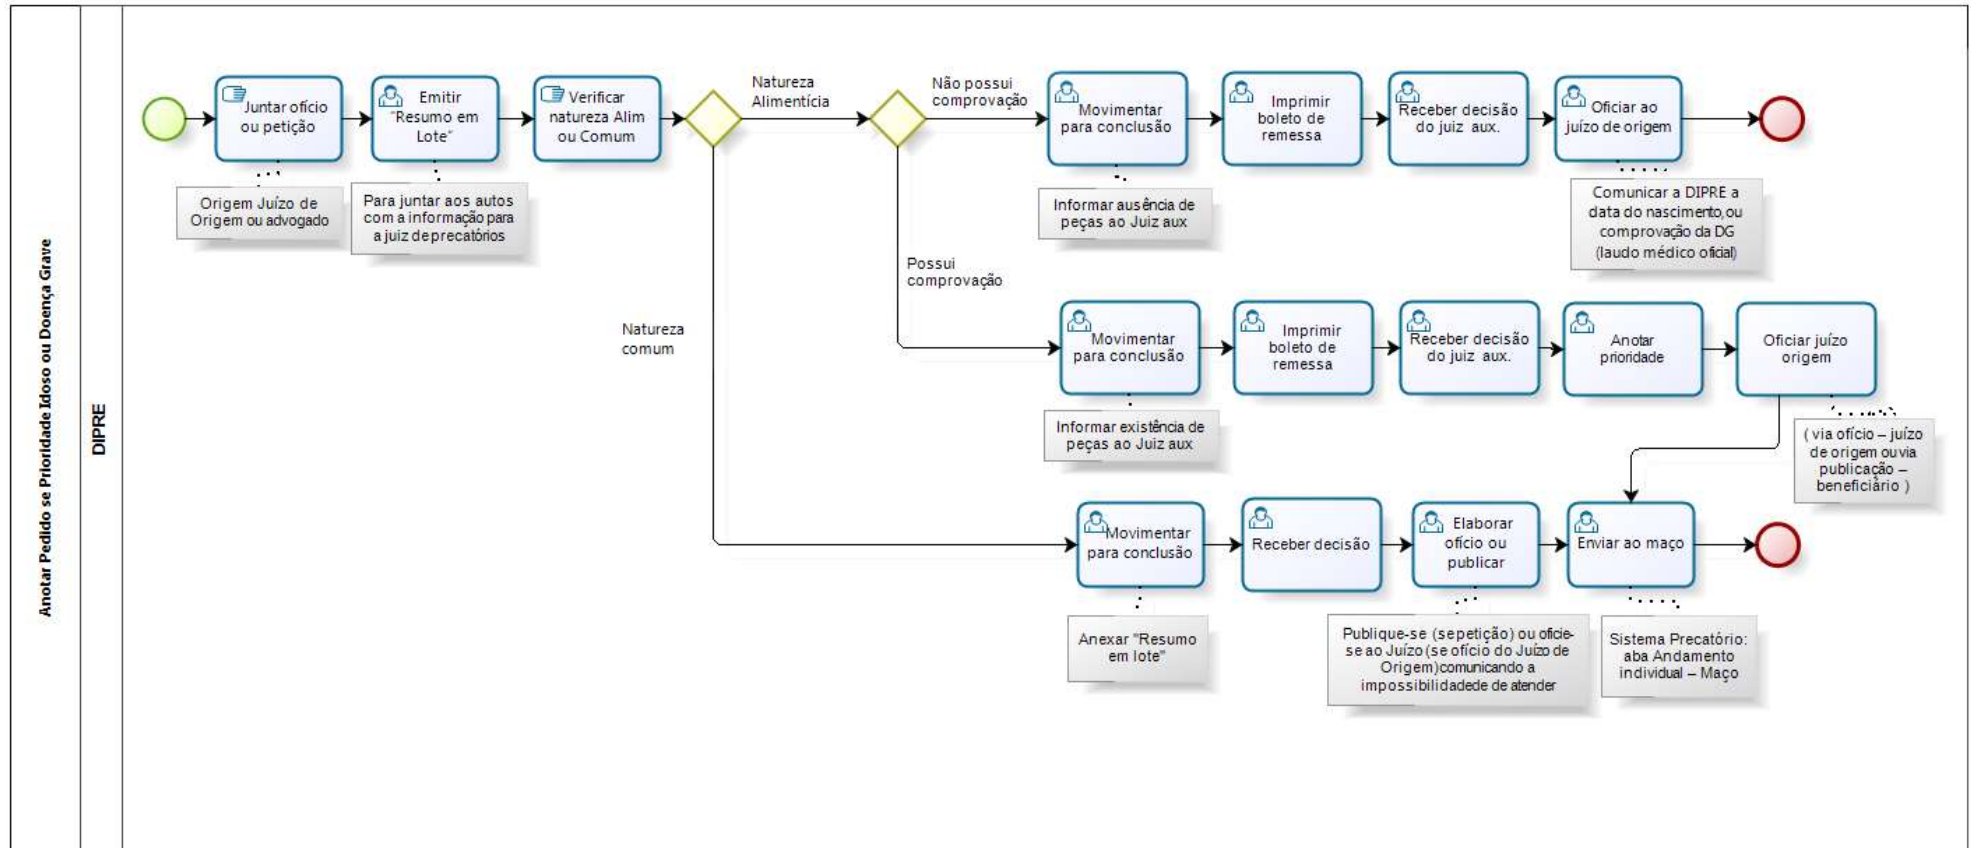 Anotar Pedido se Prioridade Idoso ou Doença Grave
DIPRE
Juntar ofício
ou petição
Origem Juízo de
Origem ou advogado
Emitir
"Resumo em
Lote"
Para juntar aos autos
com a informação para
a juiz de precatórios
Verificar
natureza Alim
ou Comum
Natureza
Alimentícia
Natureza
comum
Não possui
comprovação
Possui
comprovação
Movimentar
para conclusão
Informar ausência de
peças ao Juiz aux
Imprimir
boleto de
remessa
Receber decisão
do juiz aux.
Oficiar ao
juízo de origem
Comunicar a DIPRE a
data do nascimento, ou
comprovação da DG
(laudo médico oficial)
Movimentar
para conclusão
Informar existência de
peças ao Juiz aux
Imprimir
boleto de
remessa
Receber decisão
do juiz aux.
Anotar
prioridade
Oficiar juízo
origem
( via ofício – juízo
de origem ou via
publicação –
beneficiário )
Movimentar
para conclusão
Anexar "Resumo
em lote"
Receber decisão
Elaborar
ofício ou
publicar
Publique-se (se petição) ou oficie-
se ao Juízo (se ofício do Juízo de
Origem)comunicando a
impossibilidadede de atender
Enviar ao maço
Sistema Precatório:
aba Andamento
individual – Maço